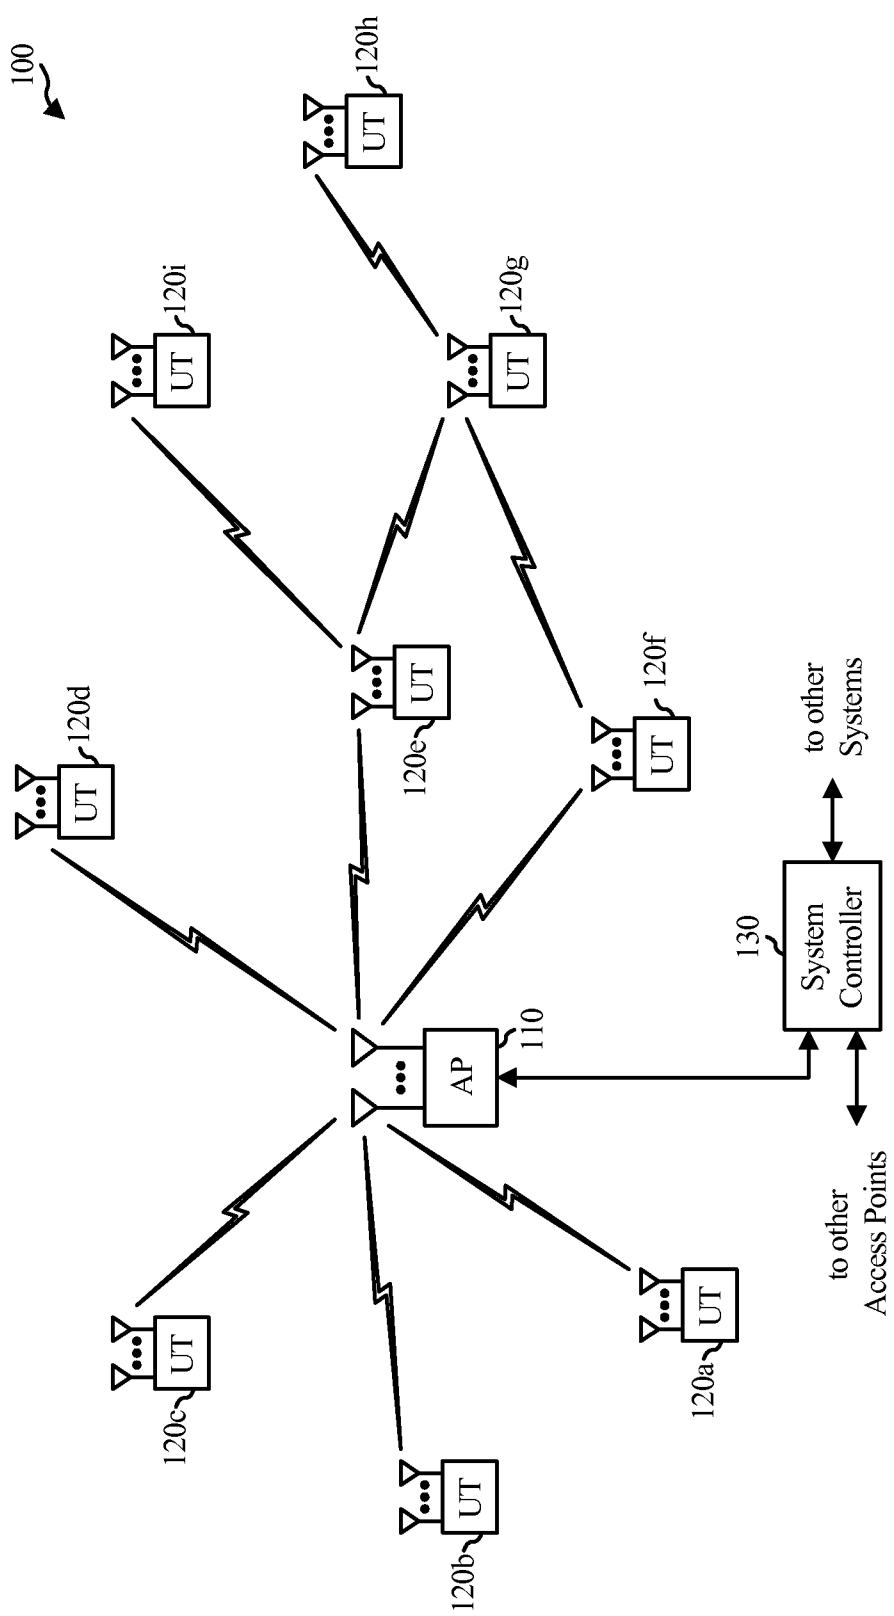 100
UT
120d
UT
120i
UT
120c
UT
120h
UT
120e
UT
120g
AP
110
UT
120b
UT
120f
UT
120a
130
System
Controller
to other
Access Points
to other
Systems